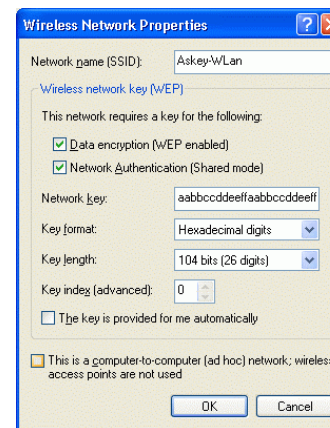 Wireless Network Properties
Network name (SSID): Askey-WLan
Wireless network key (WEP)
This network requires a key for the following:
Data encryption (WEP enabled)
Network Authentication (Shared mode)
Network key: aabbccddeeffaabbccddeeff
Key format: Hexadecimal digits
Key length: 104 bits (26 digits)
Key index (advanced): 0
The key is provided for me automatically
This is a computer-to-computer (ad hoc) network; wireless
access points are not used
OK Cancel